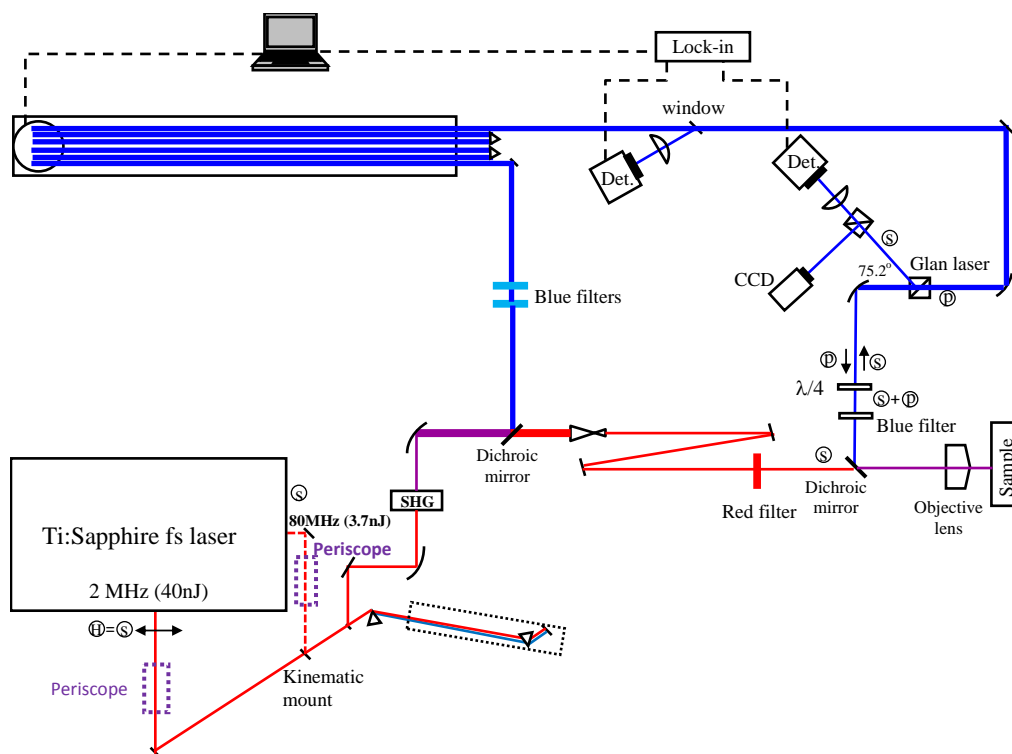 Lock-in
window
Det.
Det.
ⓢ
CCD
75.2°
Glan laser
ⓟ
Blue filters
ⓟ
ⓢ
λ/4
ⓢ+ⓟ
Blue filter
Dichroic
mirror
ⓢ
Dichroic
mirror
Red filter
Objective
lens
Sample
SHG
ⓢ
80MHz (3.7nJ)
Periscope
Ti:Sapphire fs laser
2 MHz (40nJ)
Ⓗ=ⓢ
Periscope
Kinematic
mount